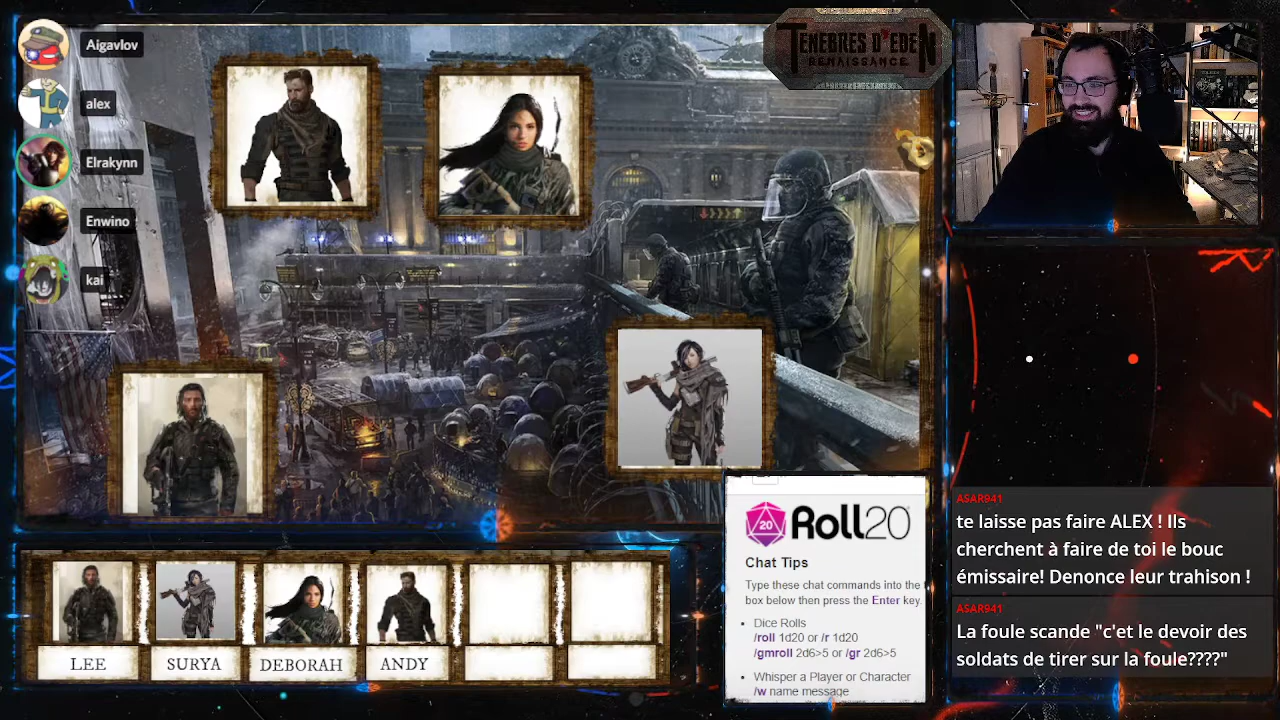 Aigavlov
alex
Elrakynn
Enwino
kai
TENEBRES D'EDEN
RENAISSANCE
LEE
SURYA
DEBORAH
ANDY
20
Roll20
Chat Tips
Type these chat commands into the
box below then press the Enter key.
• Dice Rolls
/roll 1d20 or /r 1d20
/gmroll 2d6>5 or /gr 2d6>5
• Whisper a Player or Character
/w name message
ASAR941
te laisse pas faire ALEX ! Ils
cherchent à faire de toi le bouc
émissaire! Denonce leur trahison !
ASAR941
La foule scande "c'et le devoir des
soldats de tirer sur la foule????"